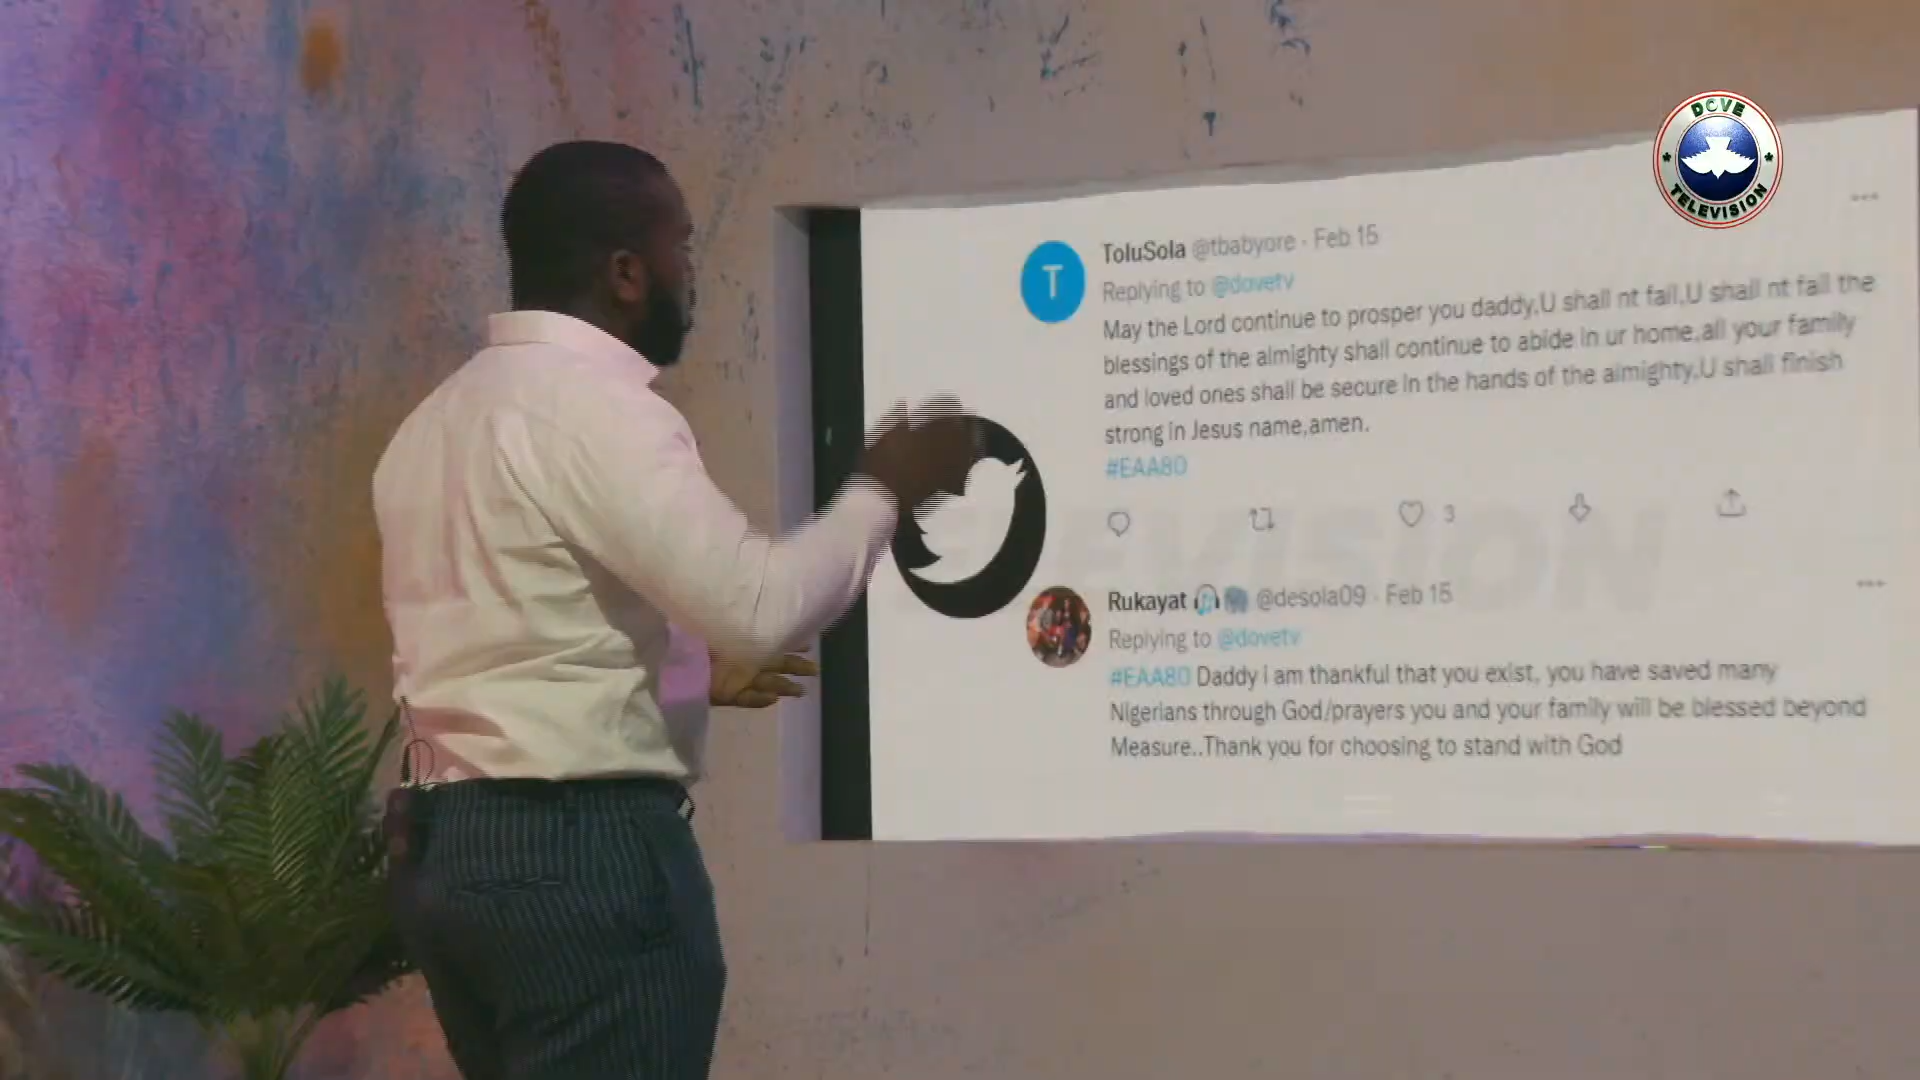 DOVE
TELEVISION
ToluSola @tbabyore · Feb 15
Replying to @dovetv
May the Lord continue to prosper you daddy,U shall nt fail,U shall nt fall the
blessings of the almighty shall continue to abide in ur home,all your family
and loved ones shall be secure in the hands of the almighty,U shall finish
strong in Jesus name,amen.
#EAA80
3
T
Rukayat @desola09 · Feb 15
Replying to @dovetv
#EAA80 Daddy i am thankful that you exist, you have saved many
Nigerians through God/prayers you and your family will be blessed beyond
Measure..Thank you for choosing to stand with God